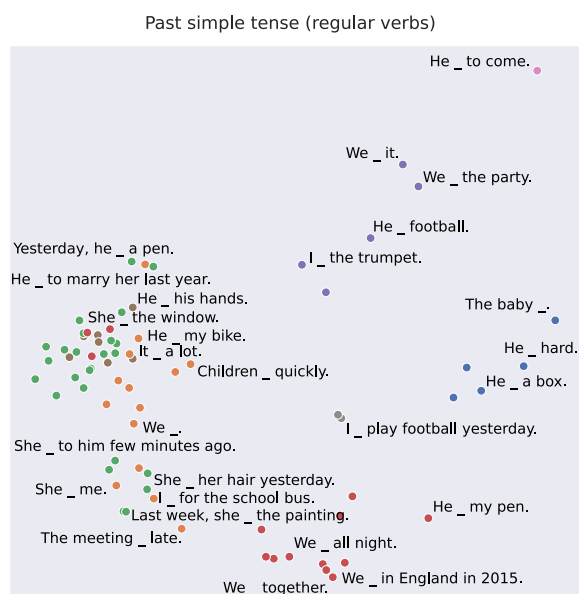 Past simple tense (regular verbs)
He _ to come.
We _ it.
We _ the party.
He _ football.
Yesterday, he _ a pen.
I _ the trumpet.
He _ to marry her last year.
He _ his hands.
The baby _.
She _ the window.
He _ my bike.
It _ a lot.
He _ hard.
Children _ quickly.
He _ a box.
We _.
I _ play football yesterday.
She _ to him few minutes ago.
She _ her hair yesterday.
She _ me.
I _ for the school bus.
He _ my pen.
Last week, she _ the painting.
The meeting _ late.
We _ all night.
We _ in England in 2015.
We _ together.